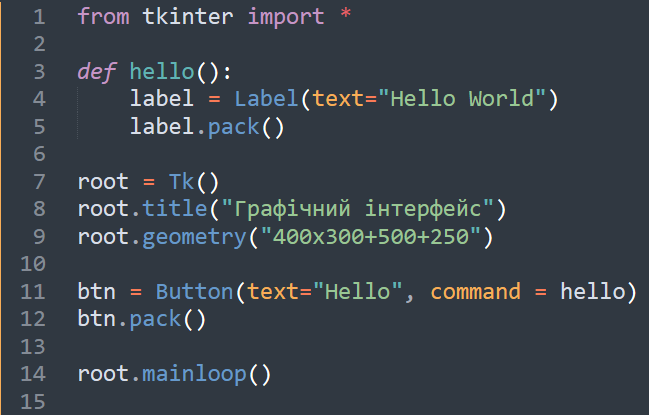 1 from tkinter import *
2
3 def hello():
4     label = Label(text="Hello World")
5     label.pack()
6
7 root = Tk()
8 root.title("Графічний інтерфейс")
9 root.geometry("400x300+500+250")
10
11 btn = Button(text="Hello", command = hello)
12 btn.pack()
13
14 root.mainloop()
15